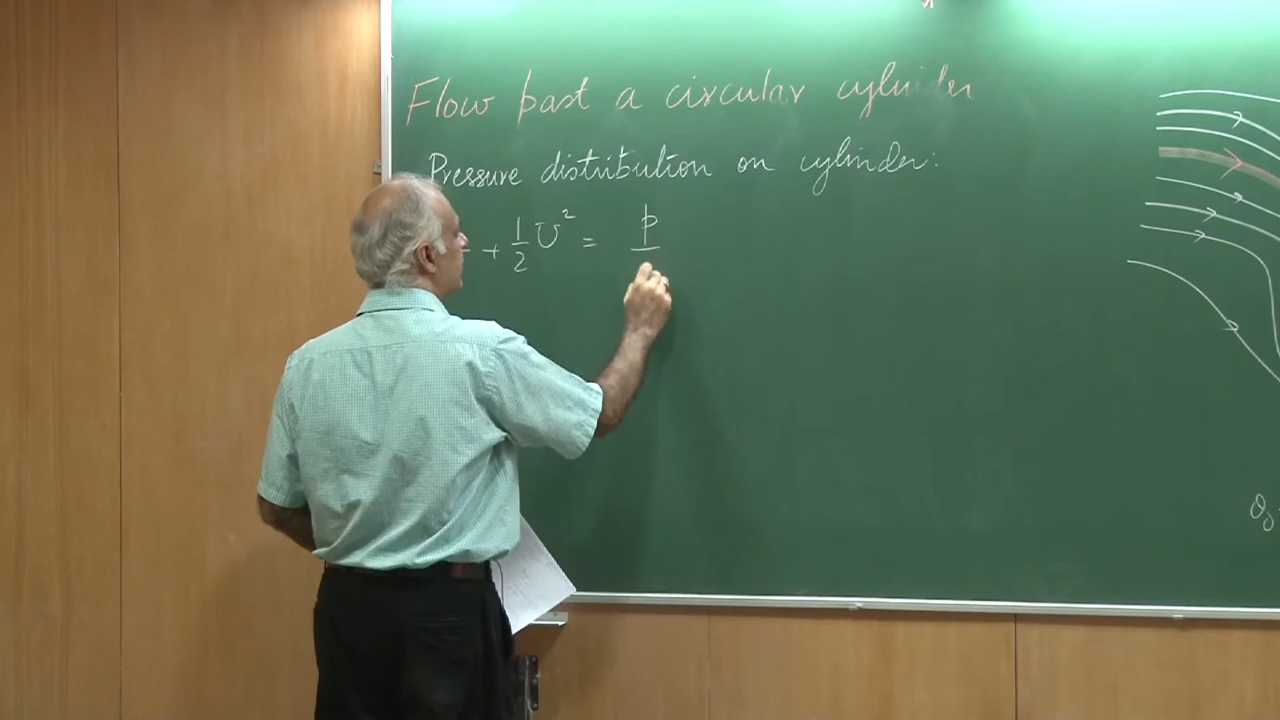 Flow past a circular cylinder
Pressure distribution on cylinder:
+ 1/2 U² = p
θ